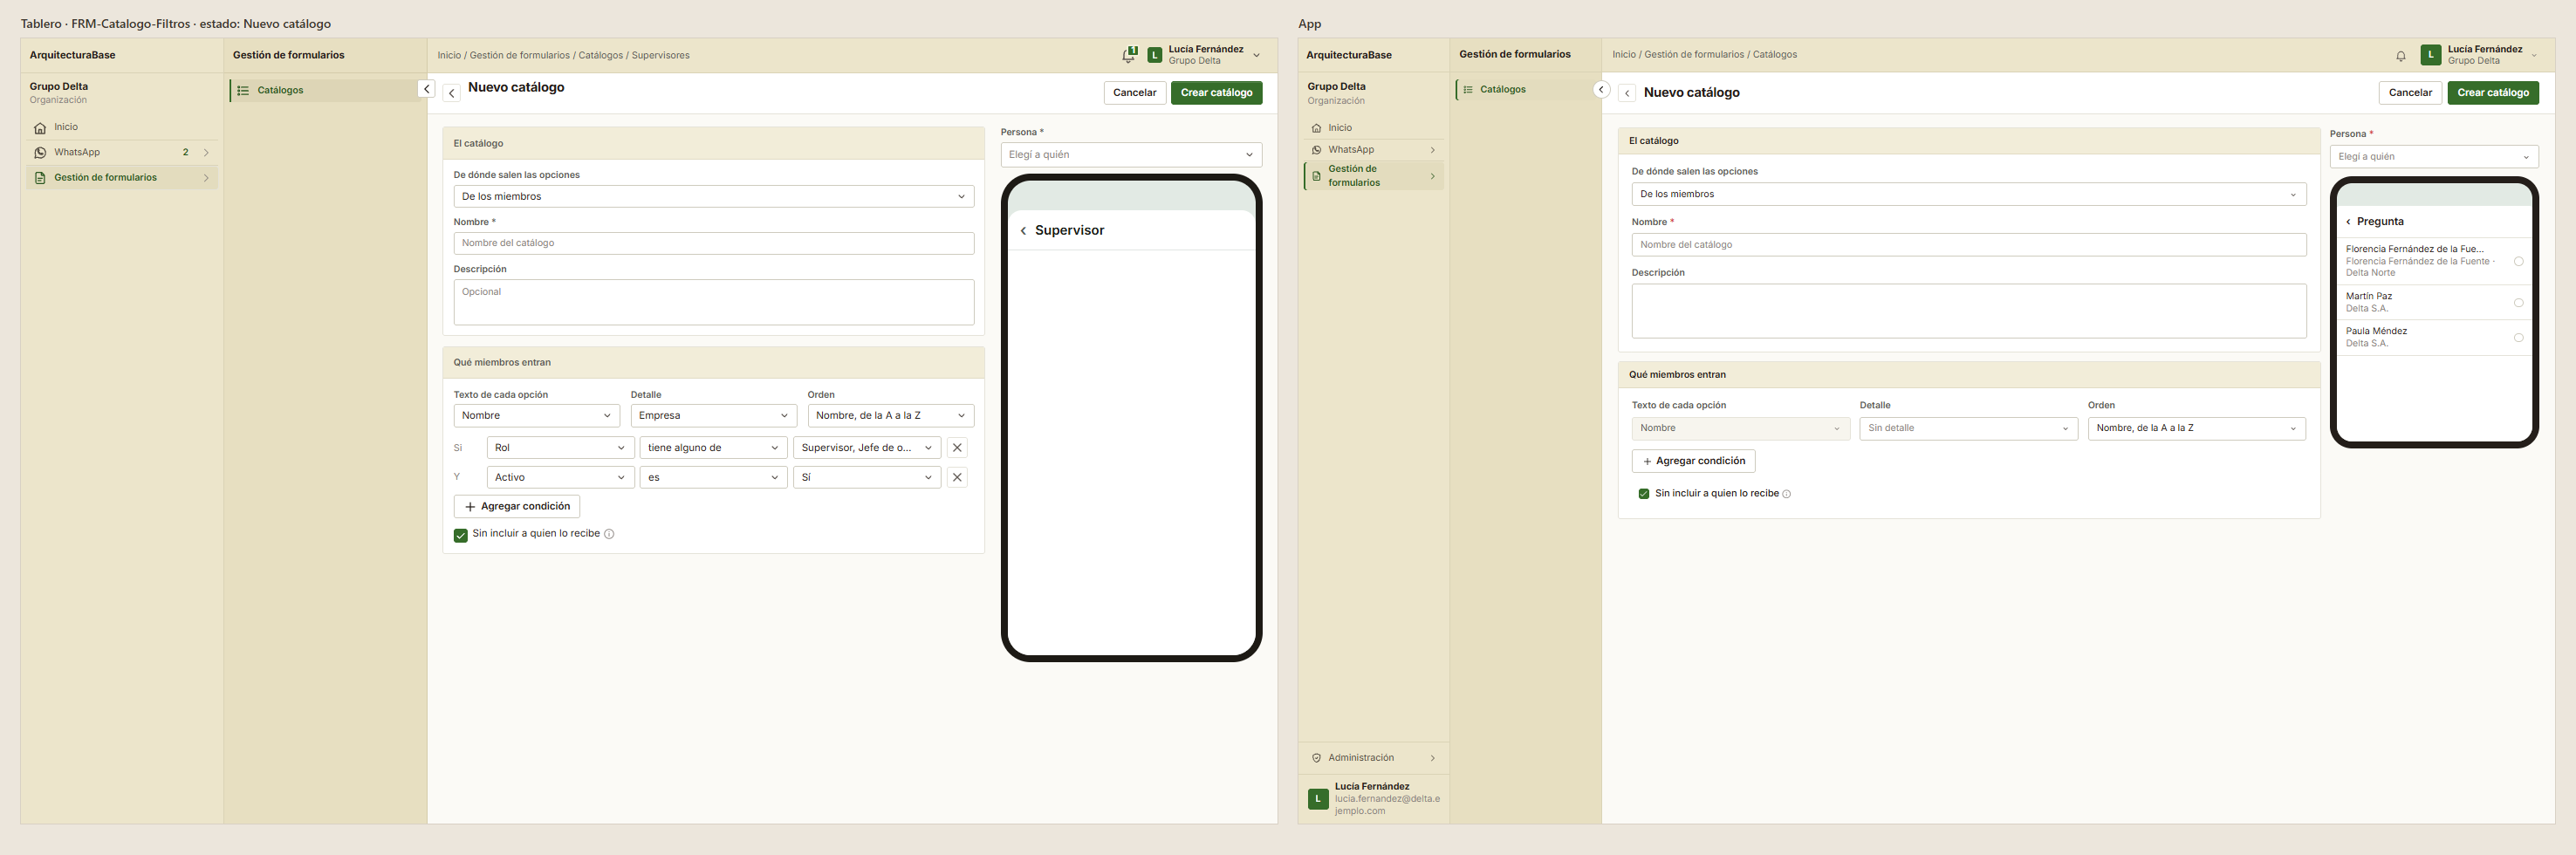 Tablero · FRM-Catalogo-Filtros · estado: Nuevo catálogo
ArquitecturaBase
Gestión de formularios
Inicio / Gestión de formularios / Catálogos / Supervisores
1
L
Lucía Fernández
Grupo Delta
Grupo Delta
Organización
Inicio
WhatsApp 2
Gestión de formularios
Catálogos
Nuevo catálogo
Cancelar
Crear catálogo
El catálogo
De dónde salen las opciones
De los miembros
Nombre *
Nombre del catálogo
Descripción
Opcional
Qué miembros entran
Texto de cada opción Detalle Orden
Nombre Empresa Nombre, de la A a la Z
Si Rol tiene alguno de Supervisor, Jefe de o...
Y Activo es Sí
Agregar condición
Sin incluir a quien lo recibe
Persona *
Elegí a quién
Supervisor
App
ArquitecturaBase
Gestión de formularios
Inicio / Gestión de formularios / Catálogos
L
Lucía Fernández
Grupo Delta
Grupo Delta
Organización
Inicio
WhatsApp
Gestión de
formularios
Catálogos
Nuevo catálogo
Cancelar
Crear catálogo
El catálogo
De dónde salen las opciones
De los miembros
Nombre *
Nombre del catálogo
Descripción
Qué miembros entran
Texto de cada opción Detalle Orden
Nombre Sin detalle Nombre, de la A a la Z
Agregar condición
Sin incluir a quien lo recibe
Persona *
Elegí a quién
Pregunta
Florencia Fernández de la Fue...
Florencia Fernández de la Fuente ·
Delta Norte
Martín Paz
Delta S.A.
Paula Méndez
Delta S.A.
Administración
L
Lucía Fernández
lucia.fernandez@delta.e
jemplo.com